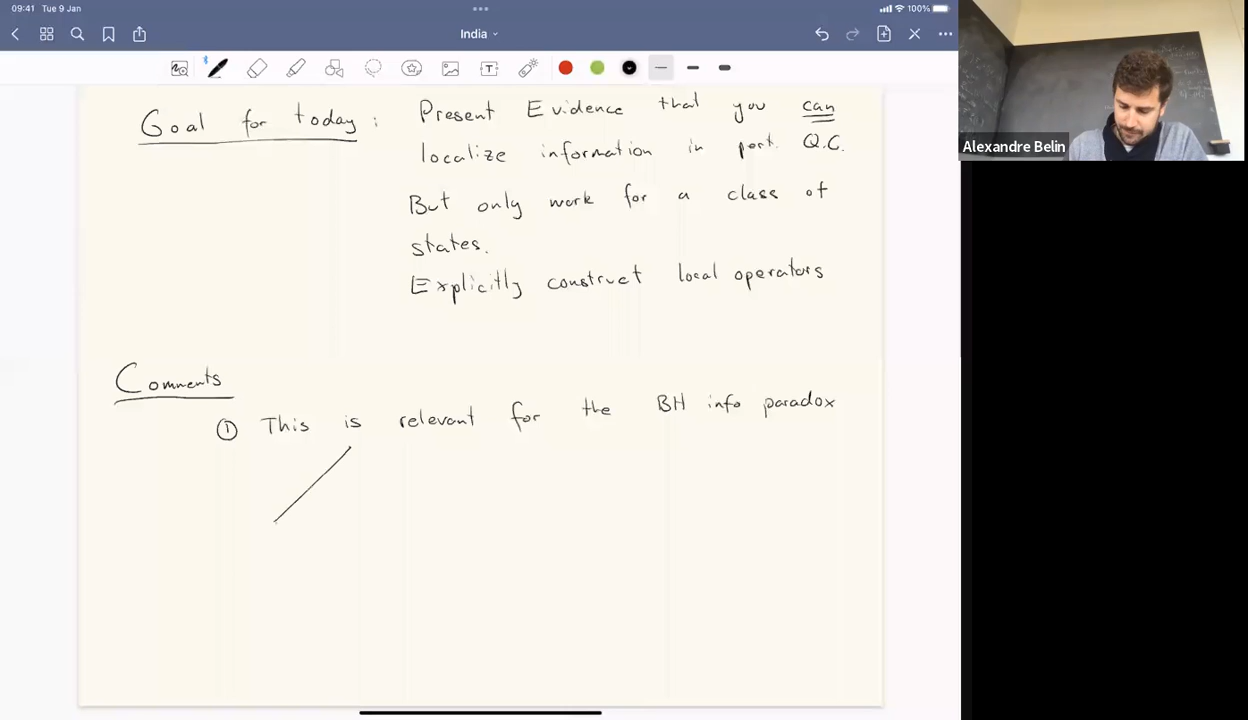 09:41 Tue 9 Jan
100%
India
T
Alexandre Belin
Goal for today :
Present Evidence that you can
localize information in pert. Q.G.
But only work for a class of
states.
Explicitly construct local operators
Comments
① This is relevant for the BH info paradox